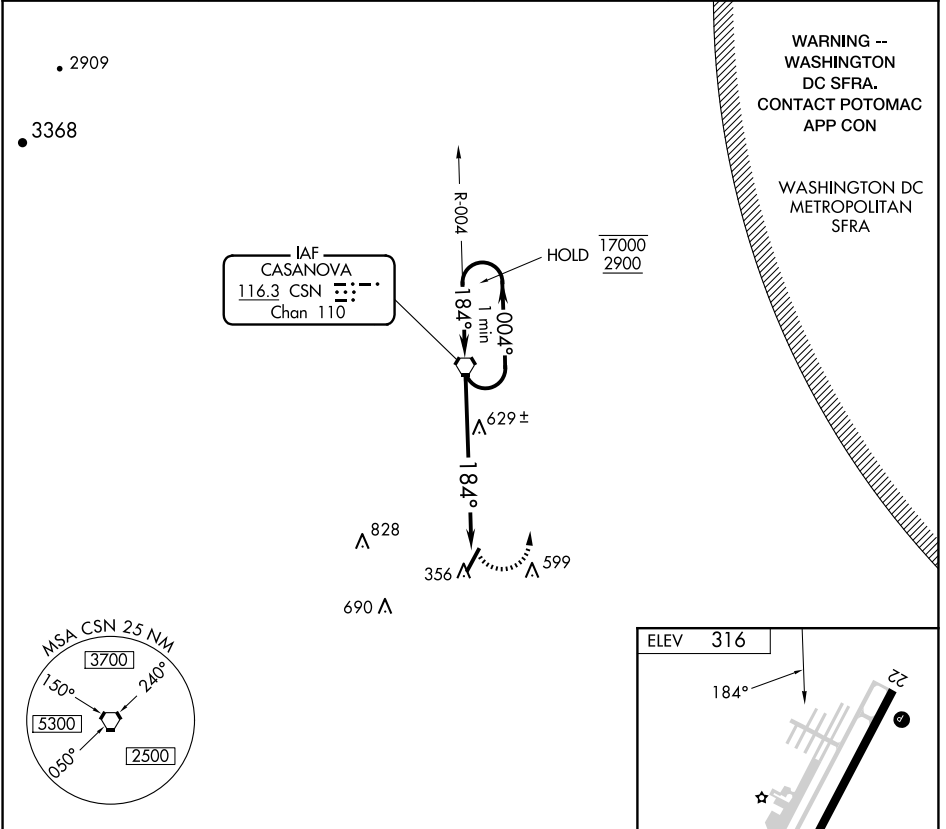 2909
3368
WARNING --
WASHINGTON
DC SFRA.
CONTACT POTOMAC
APP CON
WASHINGTON DC
METROPOLITAN
SFRA
R-004
HOLD
17000
2900
IAF
CASANOVA
116.3 CSN
Chan 110
184°
1 min
004°
629±
184°
828
356
599
690
MSA CSN 25 NM
3700
150°
240°
5300
050°
2500
ELEV 316
184°
22
P